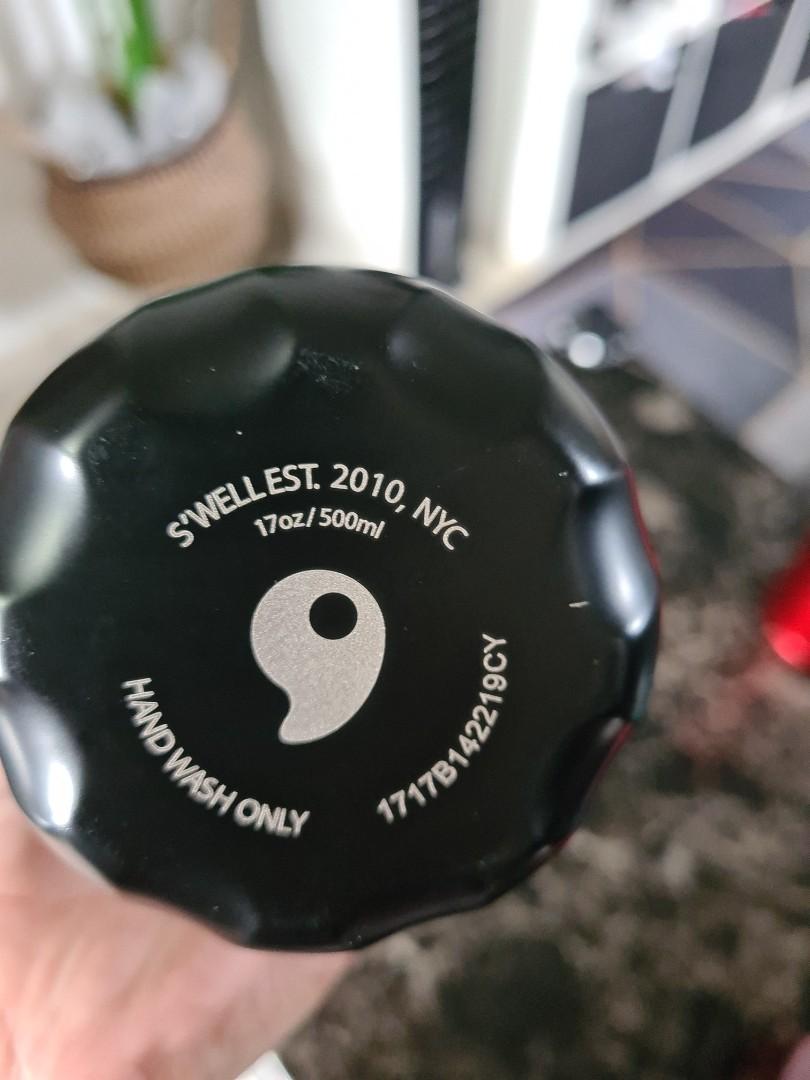 S'WELL EST. 2010, NYC
17oz/500ml
HAND WASH ONLY
1717B142219CY